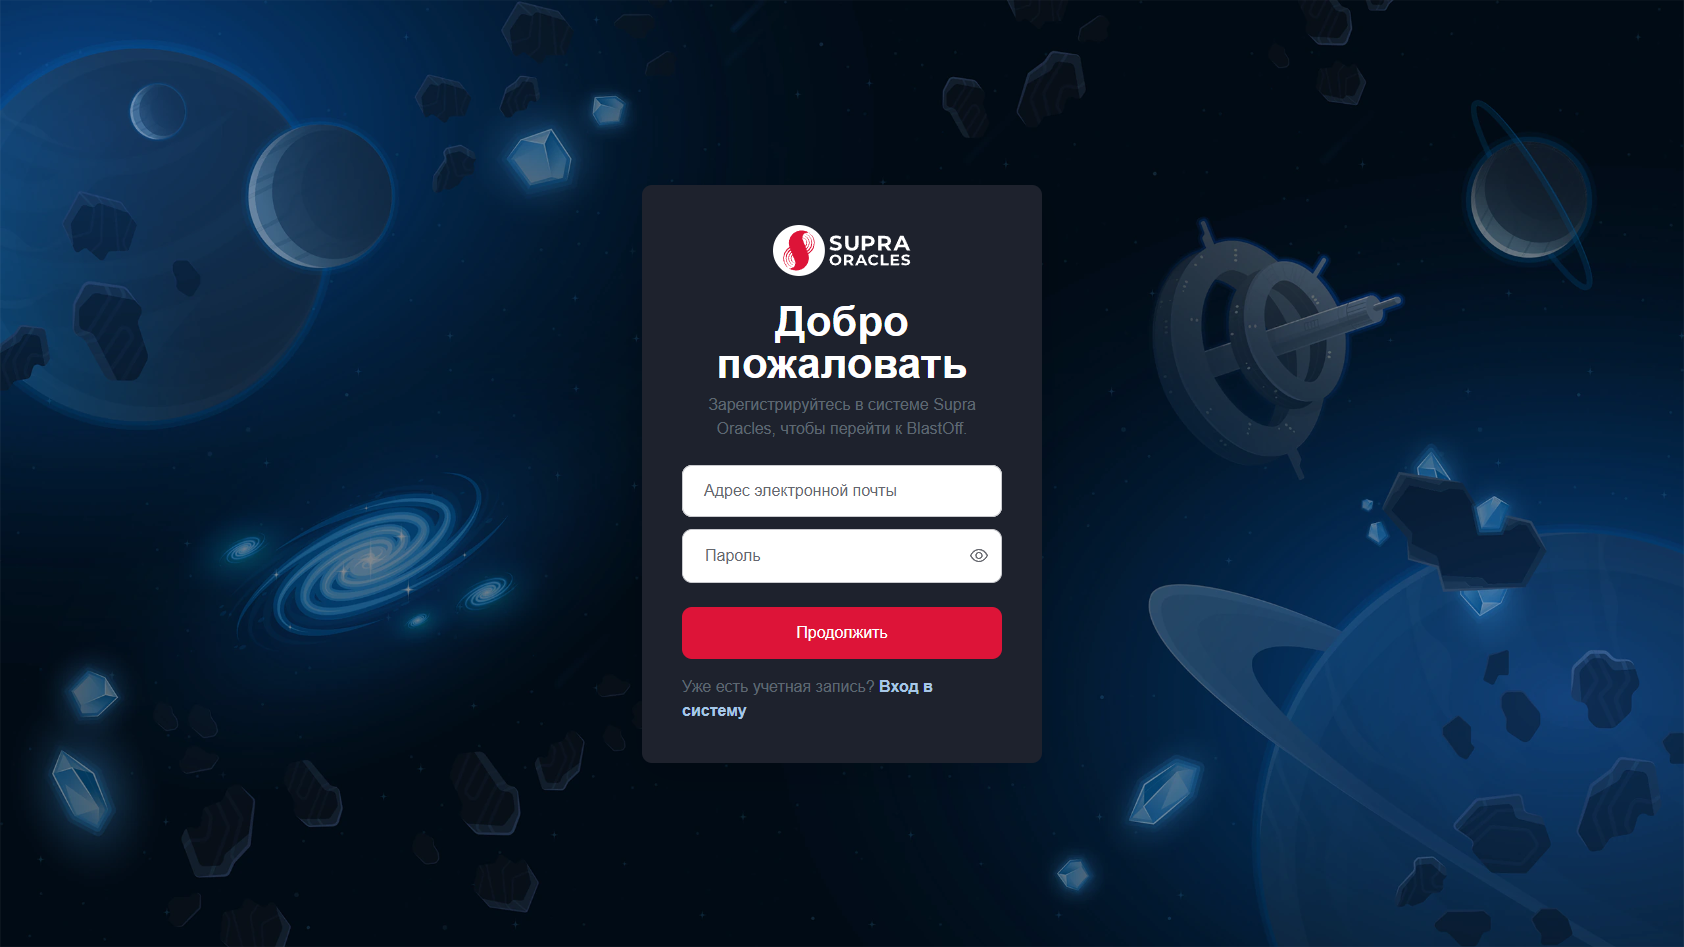 SUPRA
ORACLES
Добро
пожаловать
Зарегистрируйтесь в системе Supra
Oracles, чтобы перейти к BlastOff.
Адрес электронной почты
Пароль
Продолжить
Уже есть учетная запись? Вход в
систему